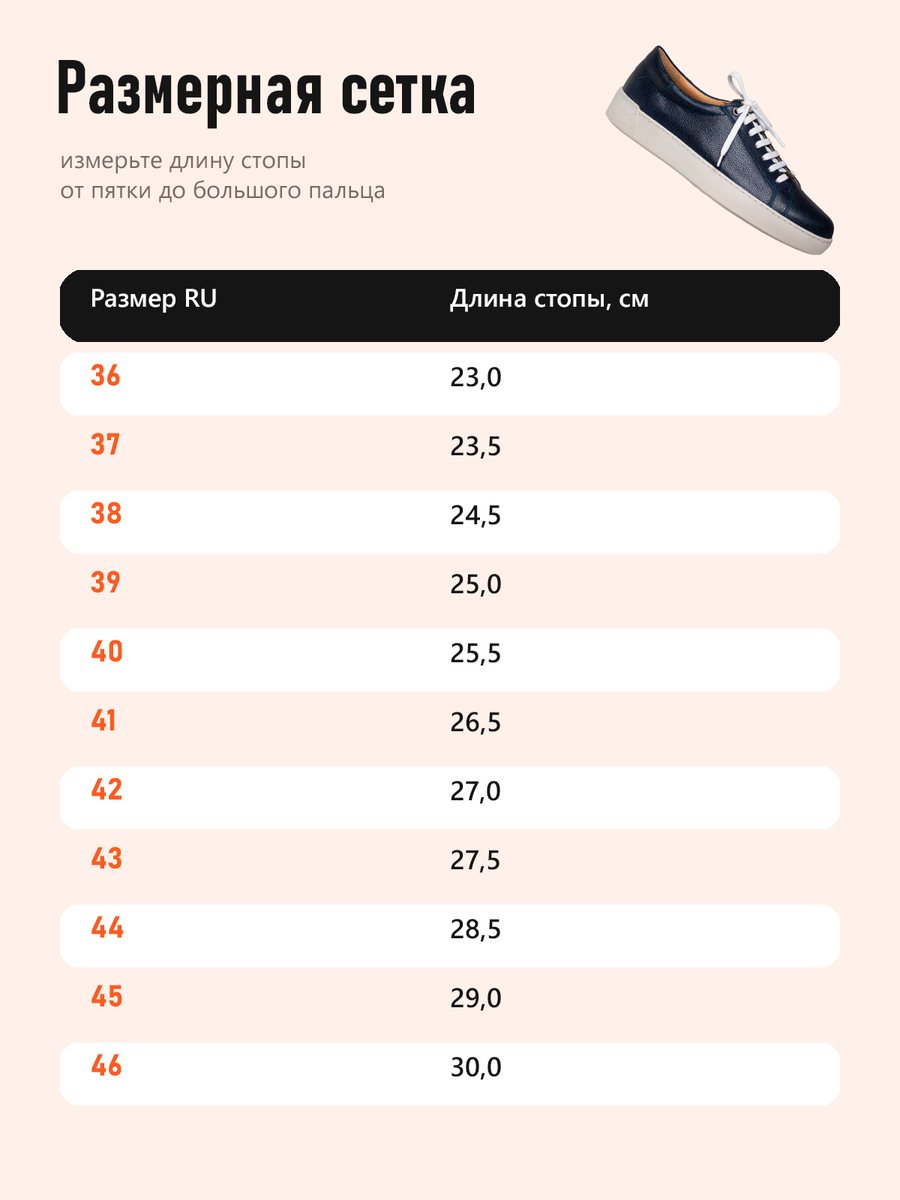 Размерная сетка
измерьте длину стопы
от пятки до большого пальца
Размер RU Длина стопы, см
36 23,0
37 23,5
38 24,5
39 25,0
40 25,5
41 26,5
42 27,0
43 27,5
44 28,5
45 29,0
46 30,0